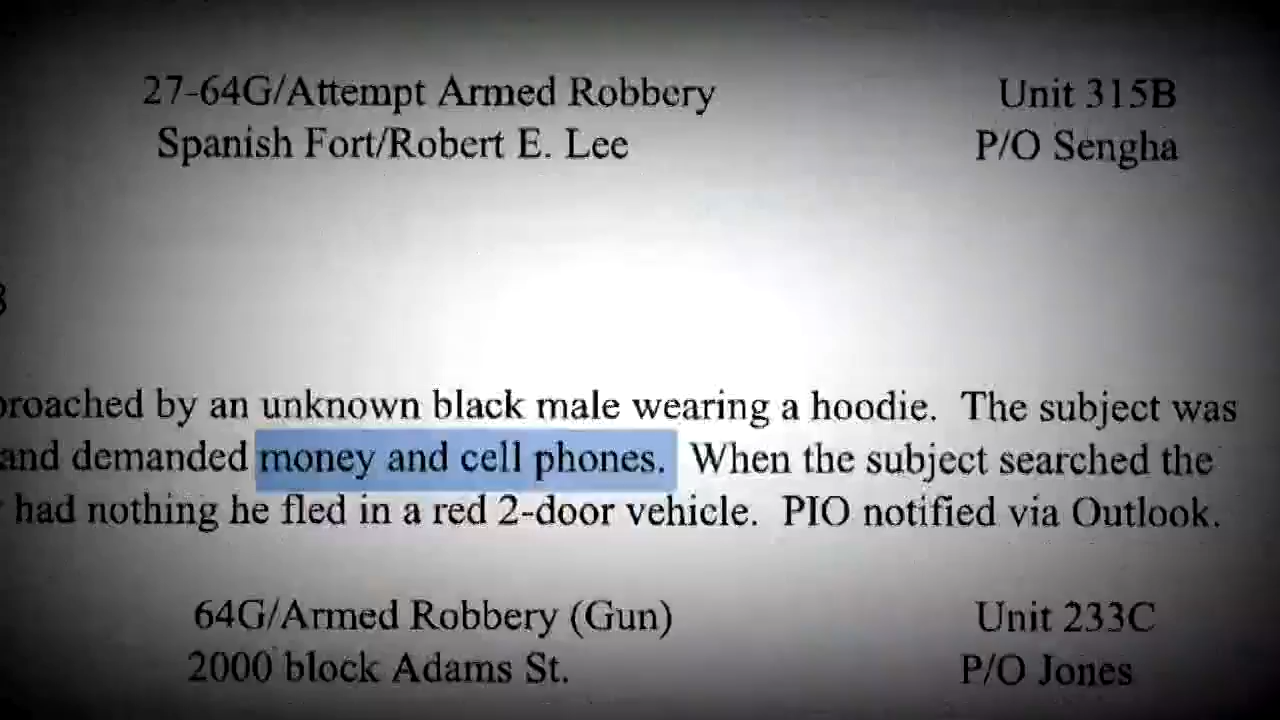 27-64G/Attempt Armed Robbery Unit 315B
Spanish Fort/Robert E. Lee P/O Sengha
by an unknown black male wearing a hoodie. The subject was
and demanded money and cell phones. When the subject searched the
had nothing he fled in a red 2-door vehicle. PIO notified via Outlook.
64G/Armed Robbery (Gun) Unit 233C
2000 block Adams St. P/O Jones